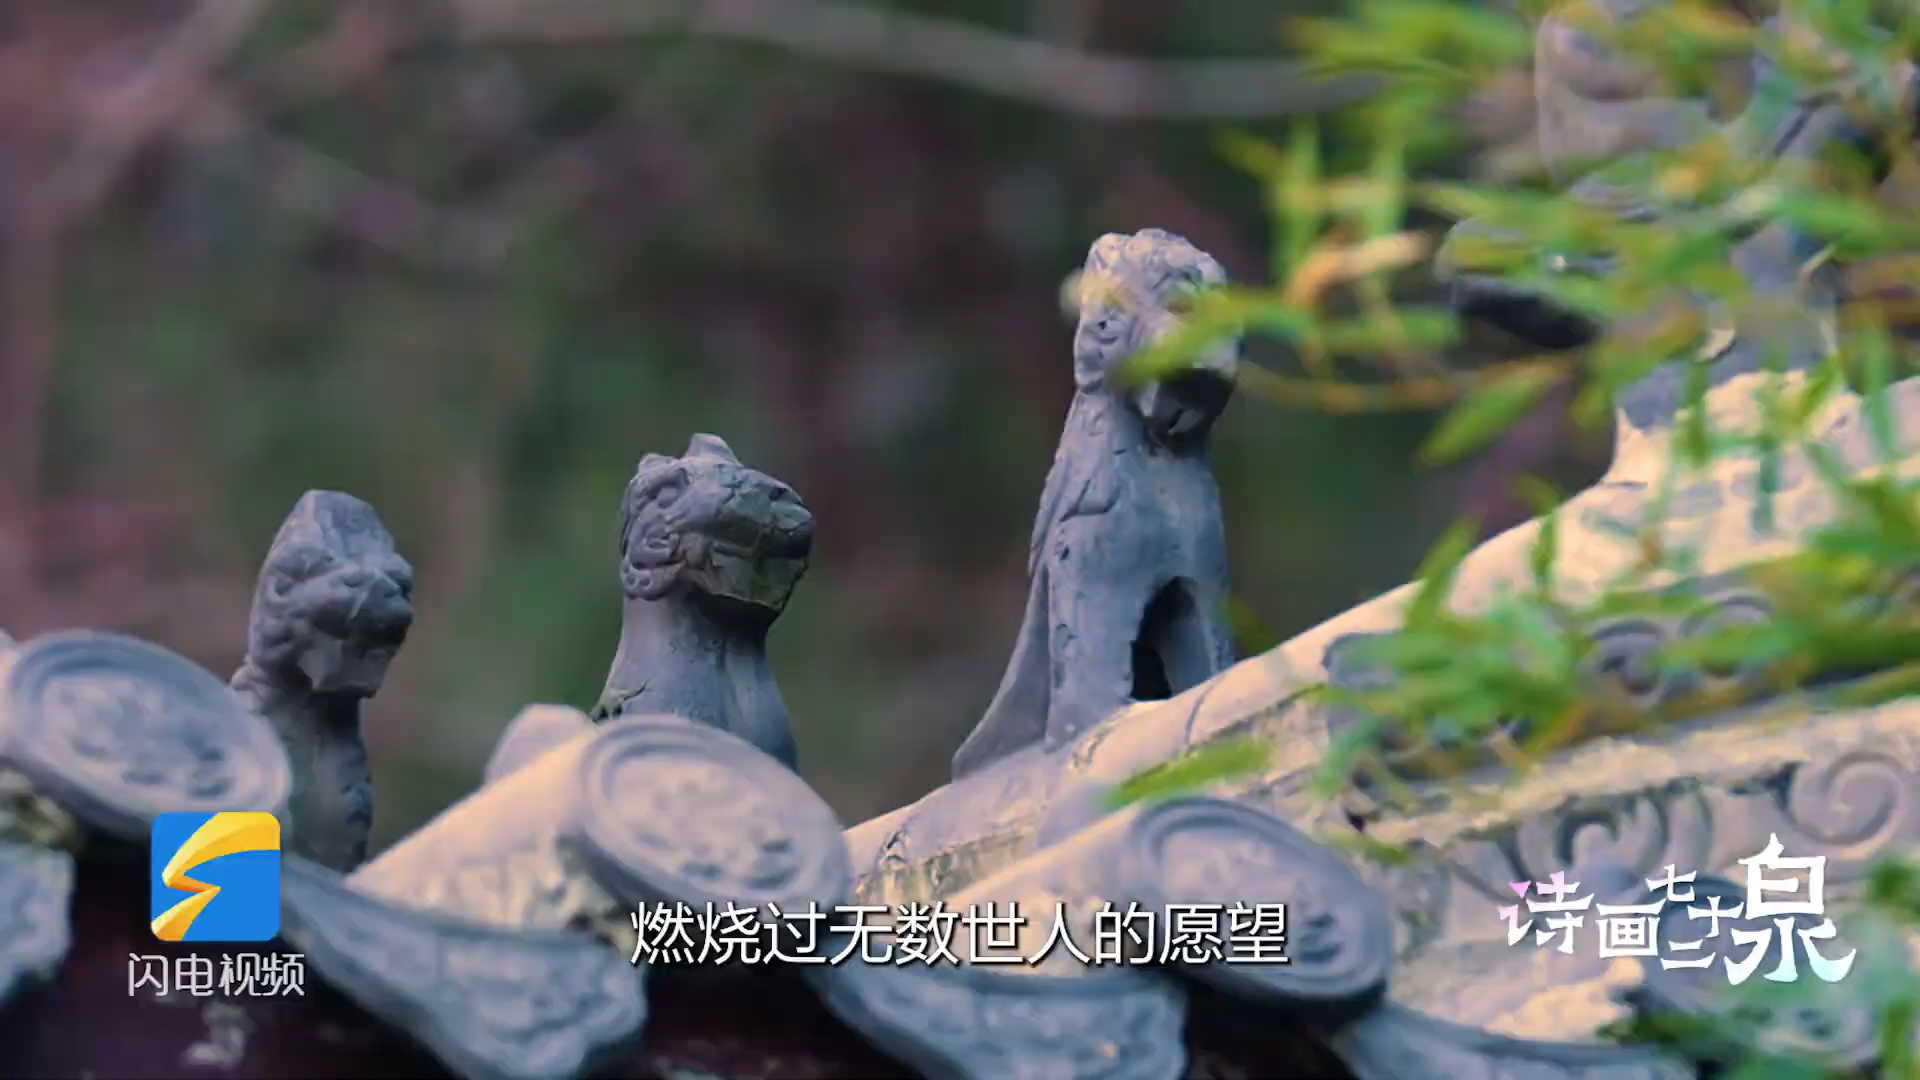 燃烧过无数世人的愿望
闪电视频
诗画七十二泉